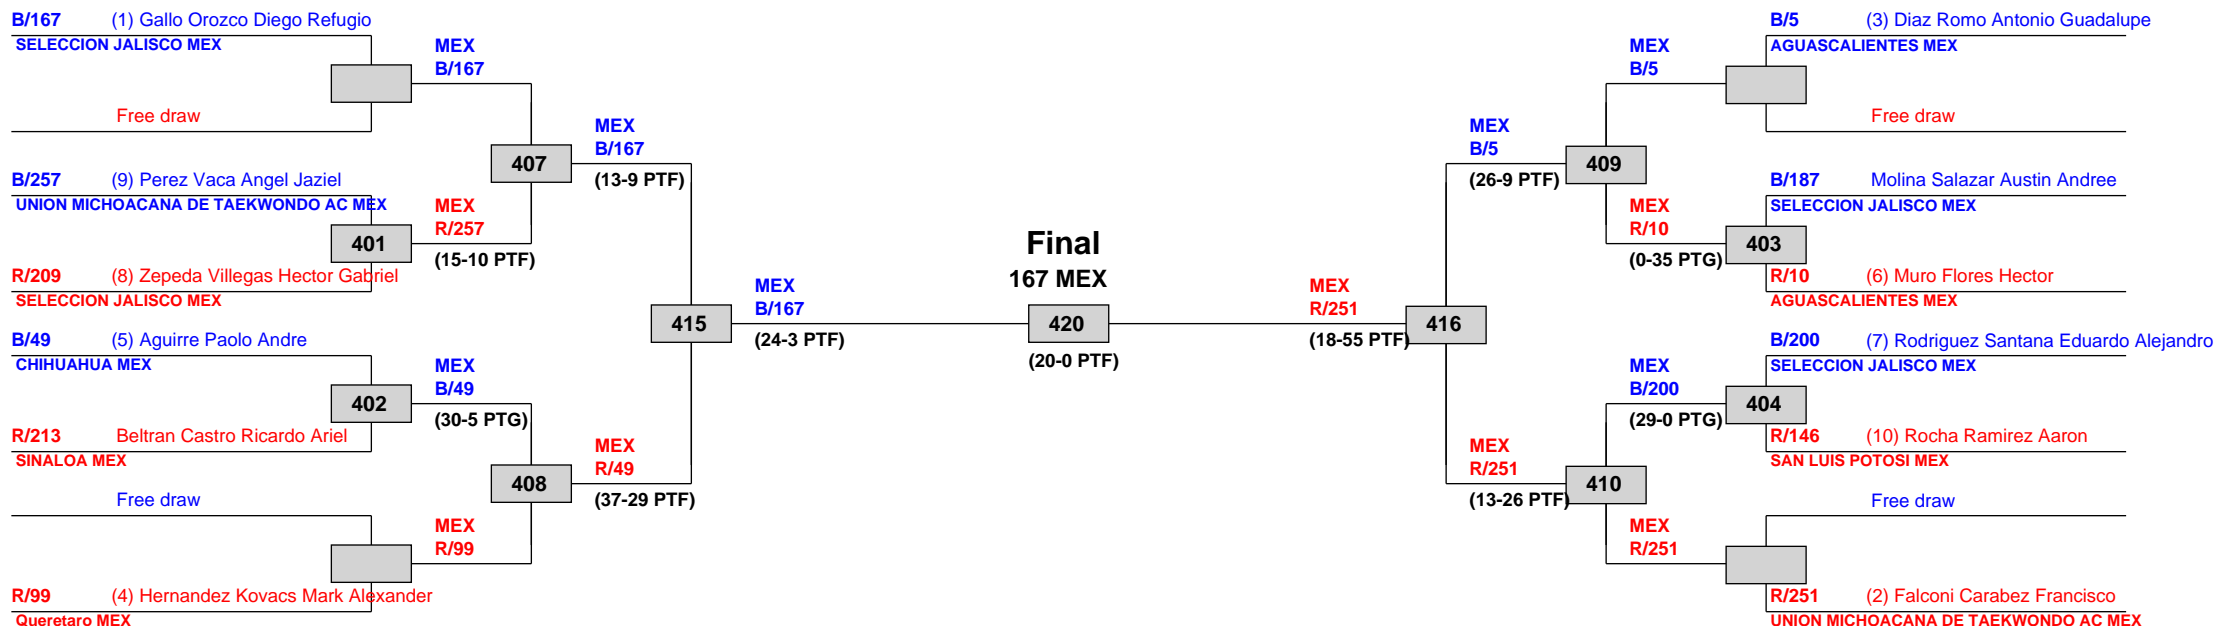 B/167 (1) Gallo Orozco Diego Refugio
SELECCION JALISCO MEX
Free draw
B/257 (9) Perez Vaca Angel Jaziel
UNION MICHOACANA DE TAEKWONDO AC MEX
401
R/209 (8) Zepeda Villegas Hector Gabriel
SELECCION JALISCO MEX
B/49 (5) Aguirre Paolo Andre
CHIHUAHUA MEX
402
R/213 Beltran Castro Ricardo Ariel
SINALOA MEX
Free draw
R/99 (4) Hernandez Kovacs Mark Alexander
Queretaro MEX
MEX
B/167
407
MEX
R/257
(15-10 PTF)
MEX
B/49
(30-5 PTG)
408
MEX
R/99
MEX
B/167
(13-9 PTF)
415
MEX
R/49
(37-29 PTF)
MEX
B/167
(24-3 PTF)
Final
167 MEX
420
(20-0 PTF)
MEX
R/251
(18-55 PTF)
416
MEX
B/5
(26-9 PTF)
MEX
R/251
(13-26 PTF)
MEX
B/5
409
MEX
R/10
(0-35 PTG)
MEX
B/200
(29-0 PTG)
410
MEX
R/251
B/5 (3) Diaz Romo Antonio Guadalupe
AGUASCALIENTES MEX
Free draw
B/187 Molina Salazar Austin Andree
SELECCION JALISCO MEX
403
R/10 (6) Muro Flores Hector
AGUASCALIENTES MEX
B/200 (7) Rodriguez Santana Eduardo Alejandro
SELECCION JALISCO MEX
404
R/146 (10) Rocha Ramirez Aaron
SAN LUIS POTOSI MEX
Free draw
R/251 (2) Falconi Carabez Francisco
UNION MICHOACANA DE TAEKWONDO AC MEX